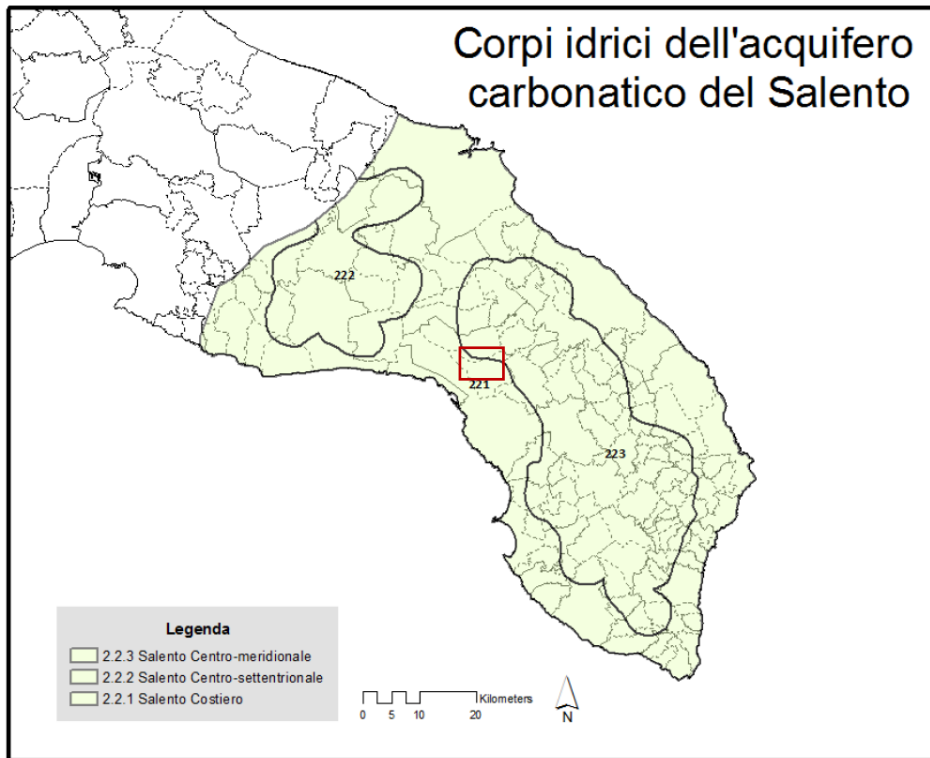 Corpi idrici dell'acquifero
carbonatico del Salento
222
221
223
Legenda
2.2.3 Salento Centro-meridionale
2.2.2 Salento Centro-settentrionale
2.2.1 Salento Costiero
Kilometers
0 5 10 20
N